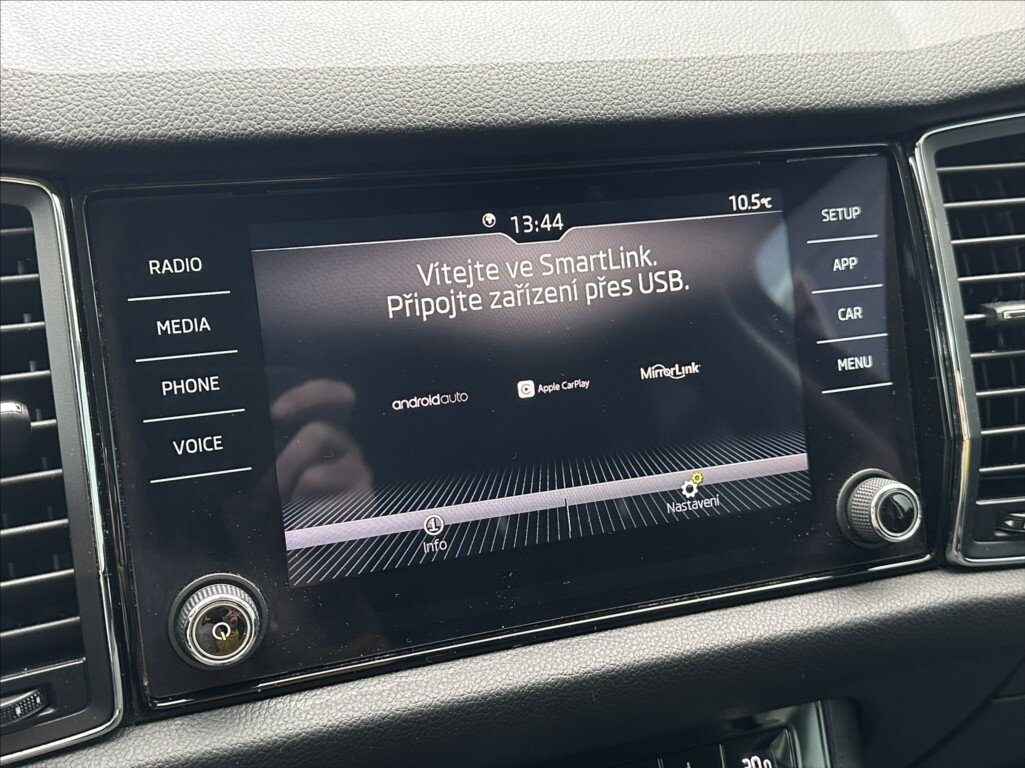 13:44
10.5°C
RADIO
MEDIA
PHONE
VOICE
Vítejte ve SmartLink.
Připojte zařízení přes USB.
androidauto
Apple CarPlay
MirrorLink
Info
Nastavení
SETUP
APP
CAR
MENU